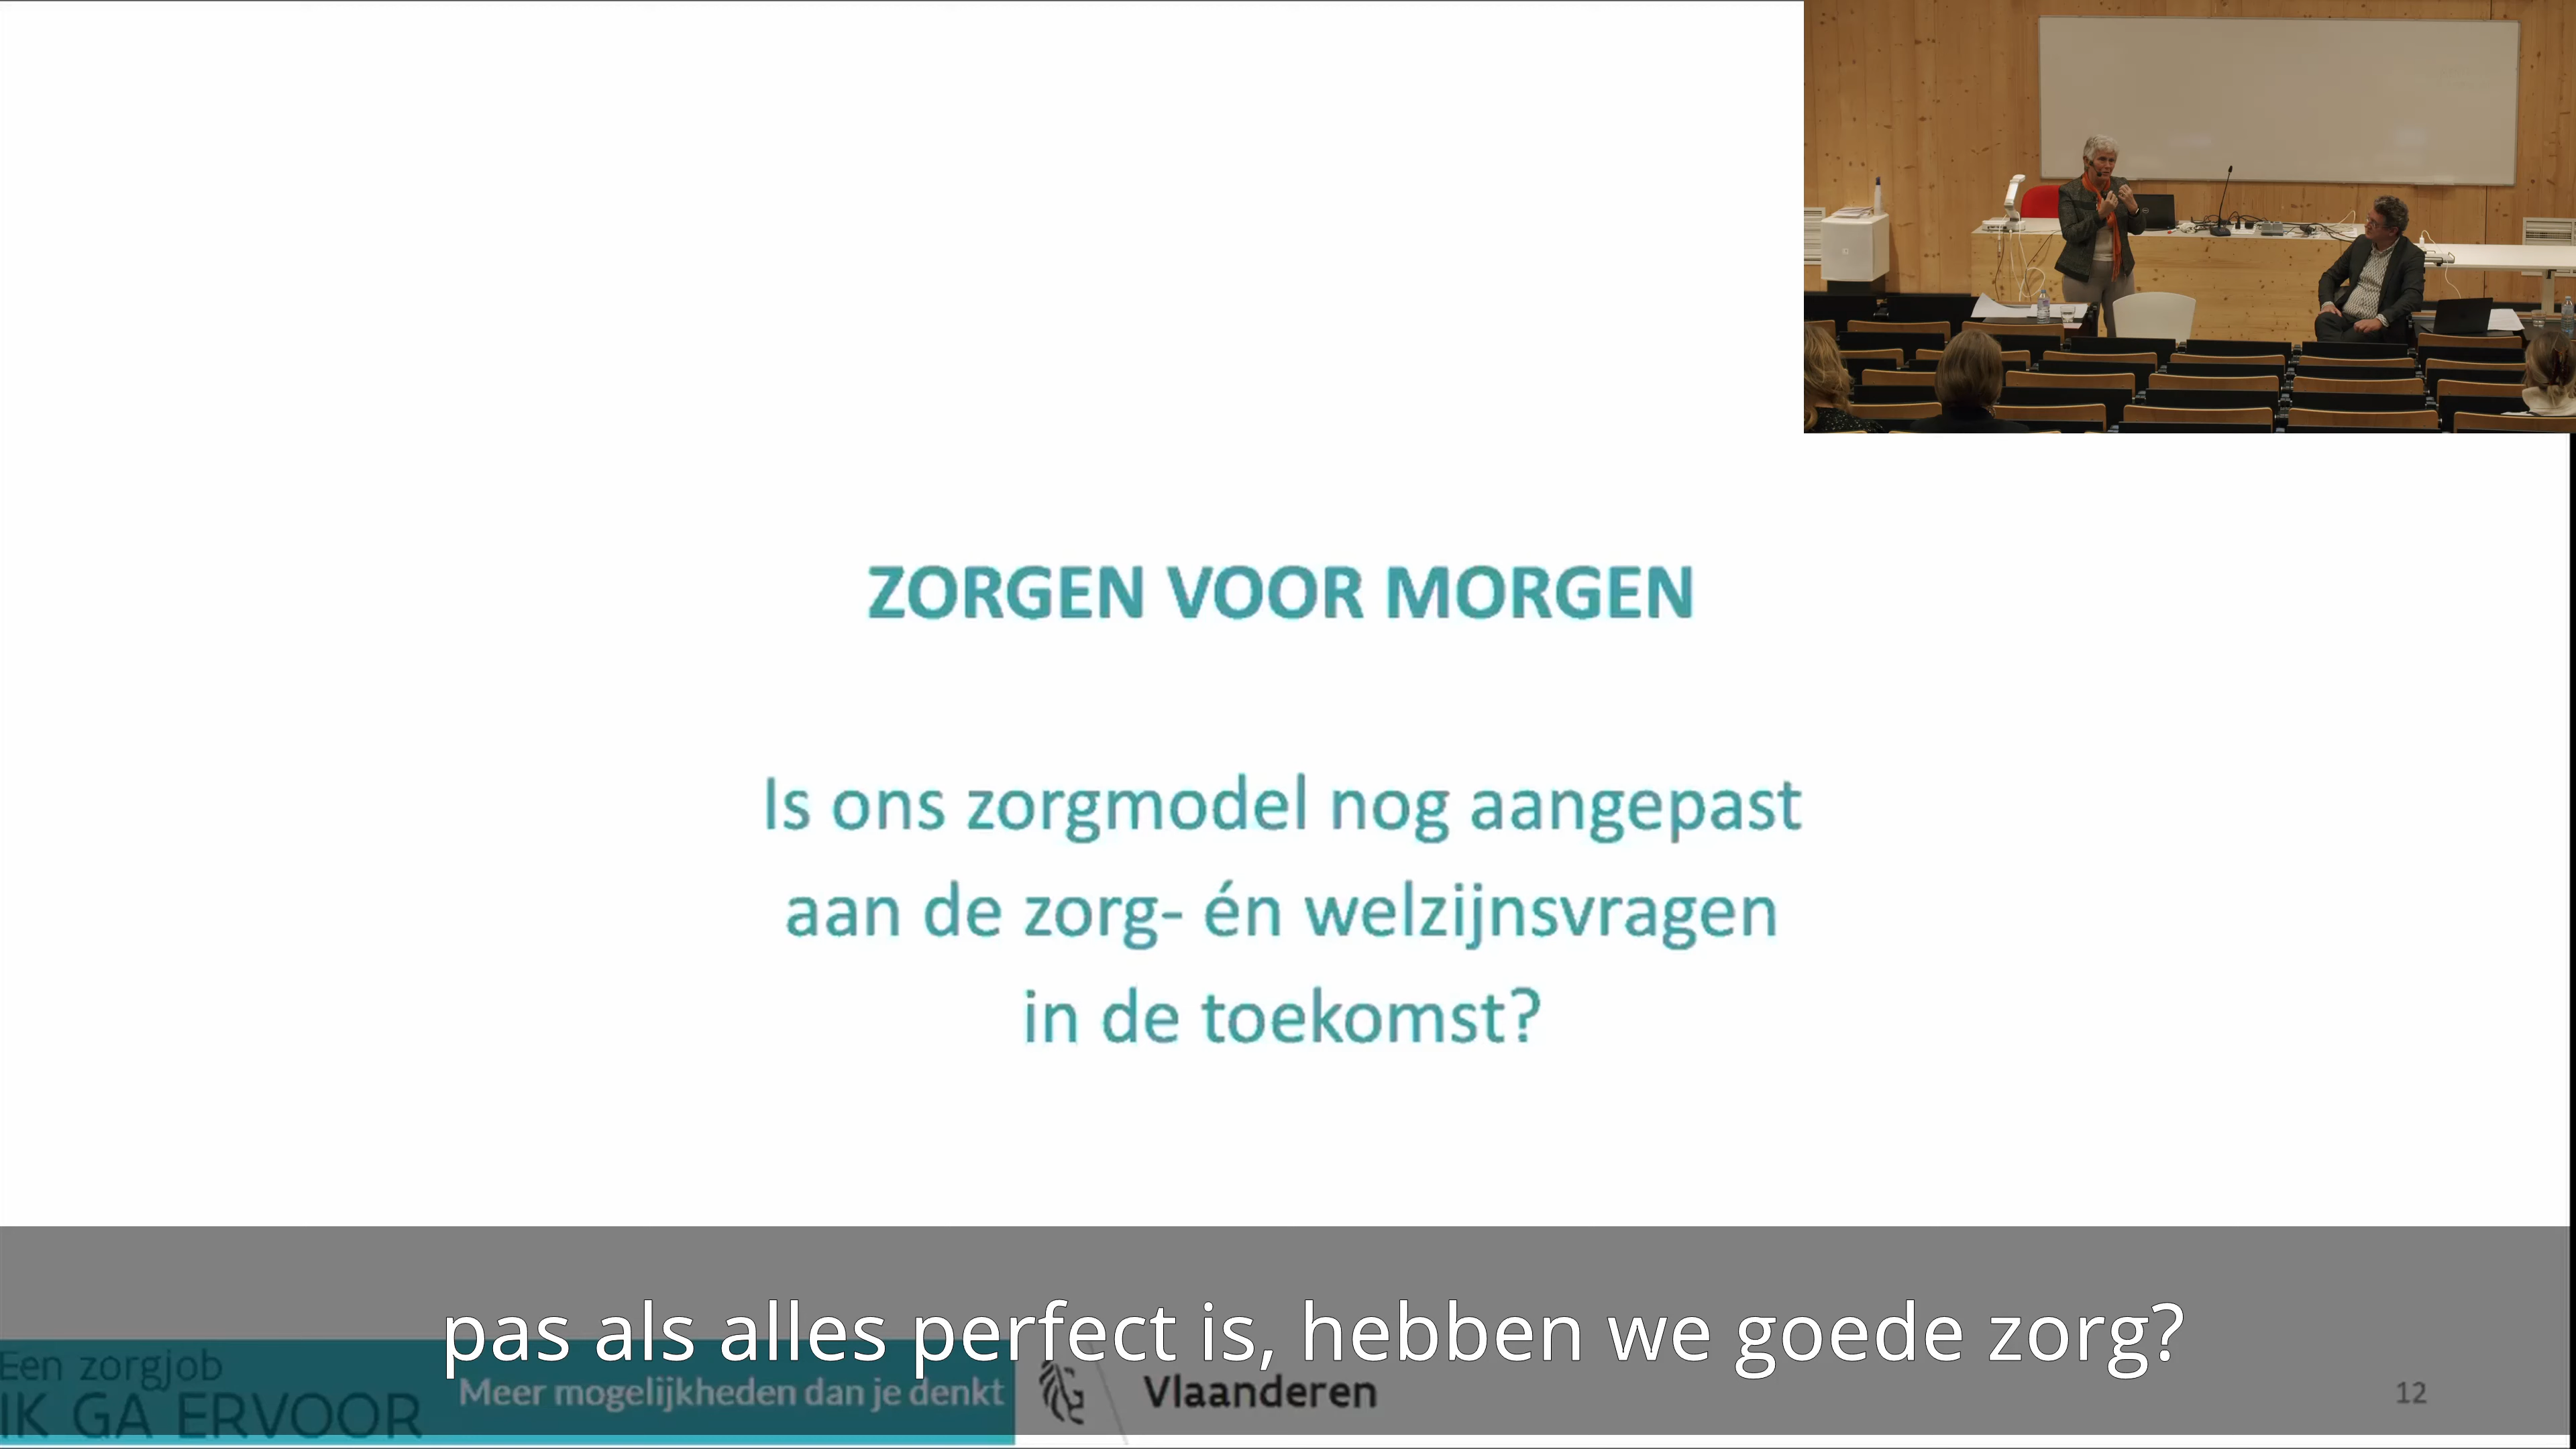 ZORGEN VOOR MORGEN
Is ons zorgmodel nog aangepast
aan de zorg- én welzijnsvragen
in de toekomst?
pas als alles perfect is, hebben we goede zorg?
Een zorgjob
IK GA ERVOOR
Meer mogelijkheden dan je denkt
Vlaanderen
12